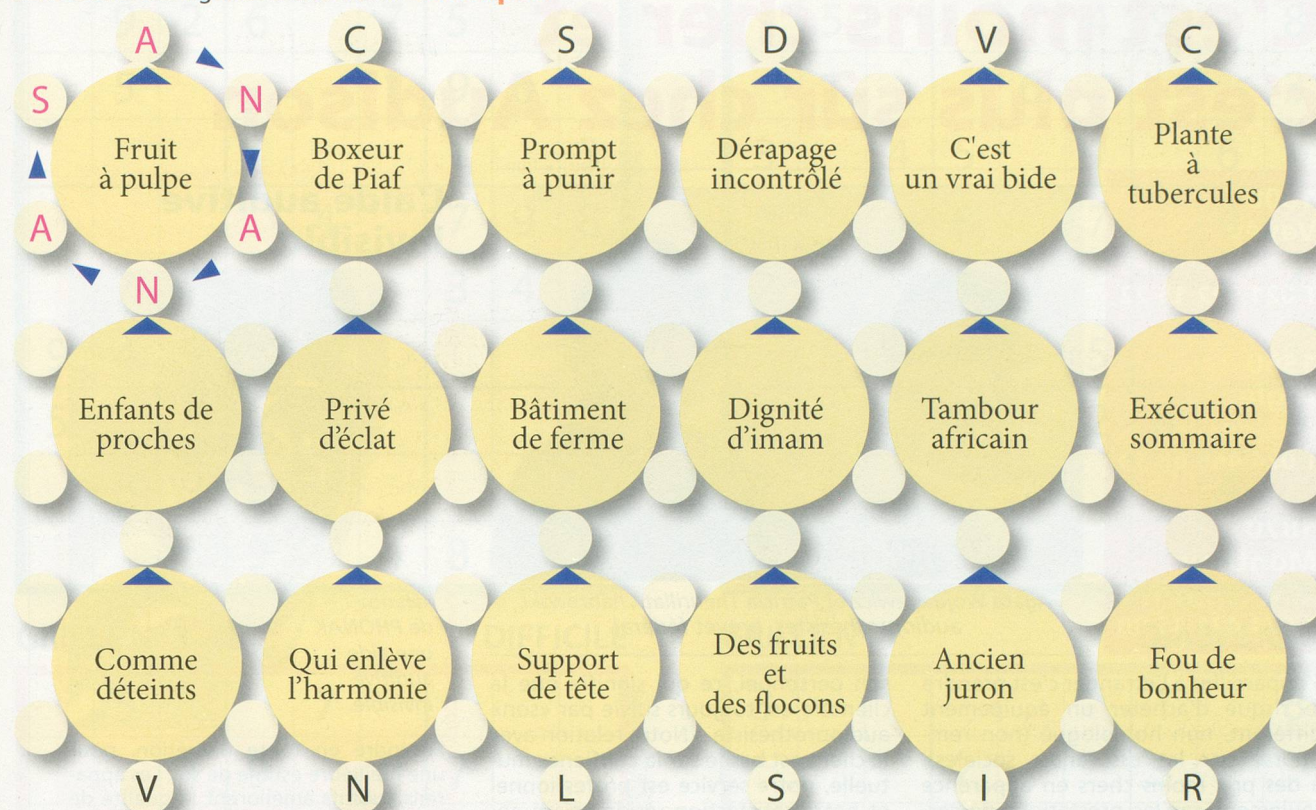 A
C
S
D
V
C
S
N
Fruit
à pulpe
Boxeur
de Piaf
Prompt
à punir
Dérapage
incontrôlé
C'est
un vrai bide
Plante
à
tubercules
A
A
N
Enfants de
proches
Privé
d'éclat
Bâtiment
de ferme
Dignité
d'imam
Tambour
africain
Exécution
sommaire
Comme
déteints
Qui enlève
l'harmonie
Support
de tête
Des fruits
et
des flocons
Ancien
juron
Fou de
bonheur
V
N
L
S
I
R